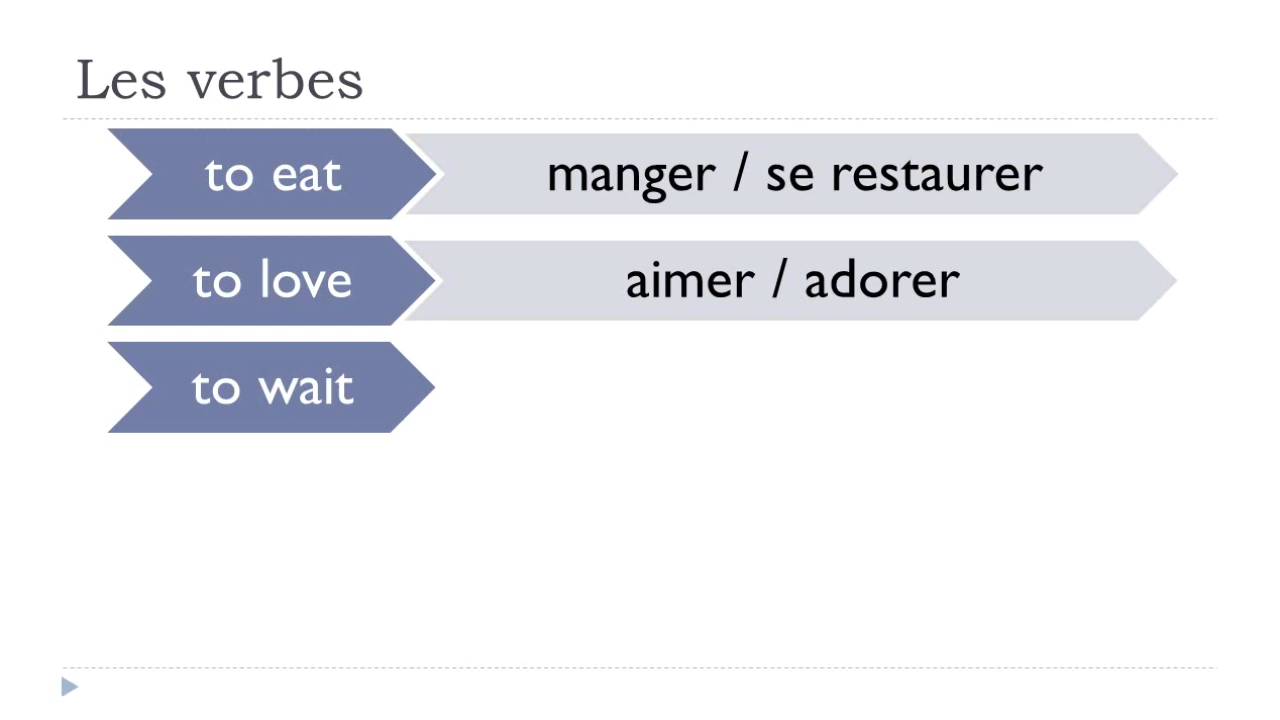 Les verbes
to eat
manger / se restaurer
to love
aimer / adorer
to wait